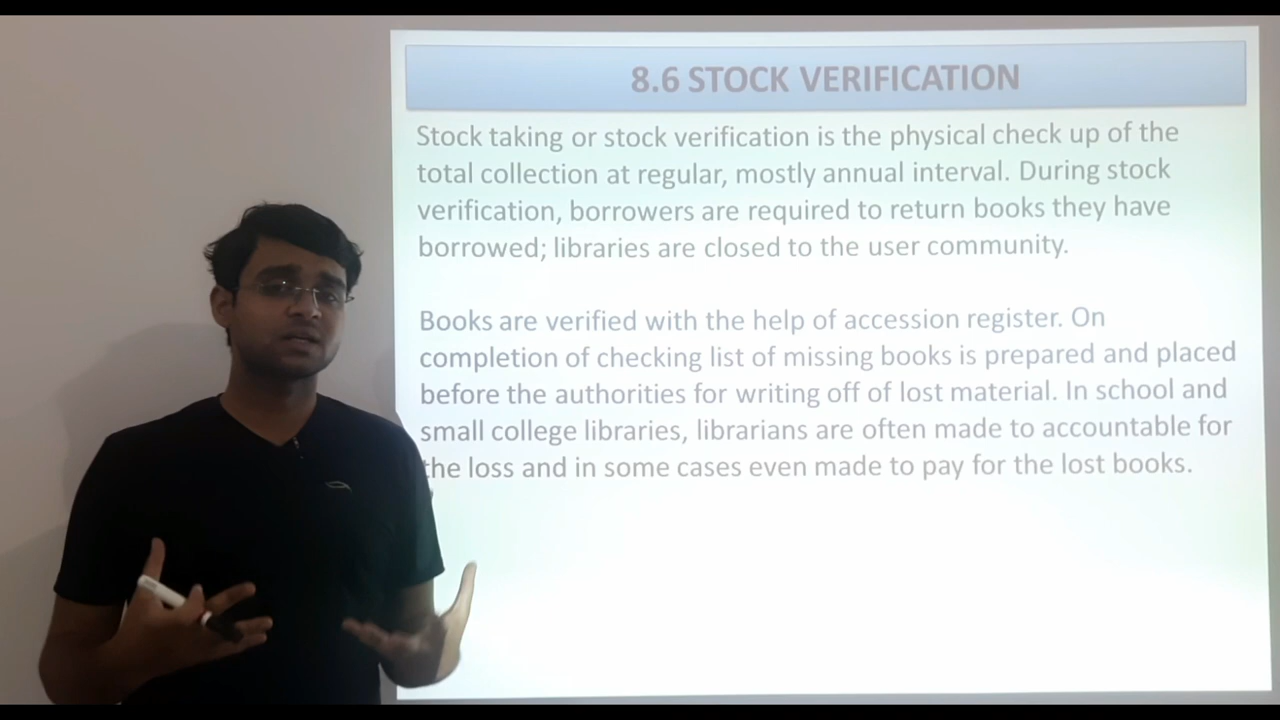 8.6 STOCK VERIFICATION
Stock taking or stock verification is the physical check up of the
total collection at regular, mostly annual interval. During stock
verification, borrowers are required to return books they have
borrowed; libraries are closed to the user community.
Books are verified with the help of accession register. On
completion of checking list of missing books is prepared and placed
before the authorities for writing off of lost material. In school and
small college libraries, librarians are often made to accountable for
the loss and in some cases even made to pay for the lost books.